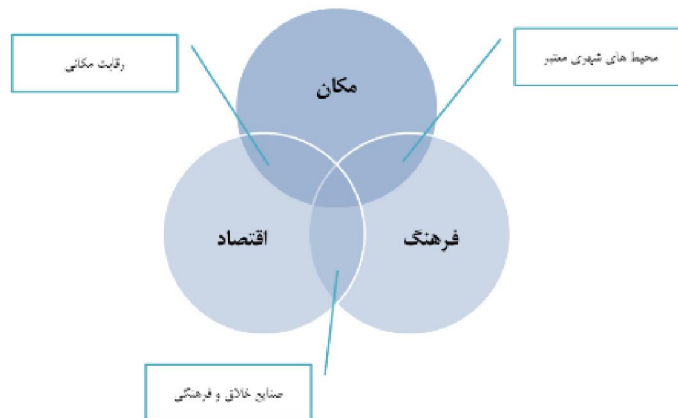 محیط های شهری معتبر
رقابت مکانی
مکان
فرهنگ
اقتصاد
صنایع خلاق و فرهنگی